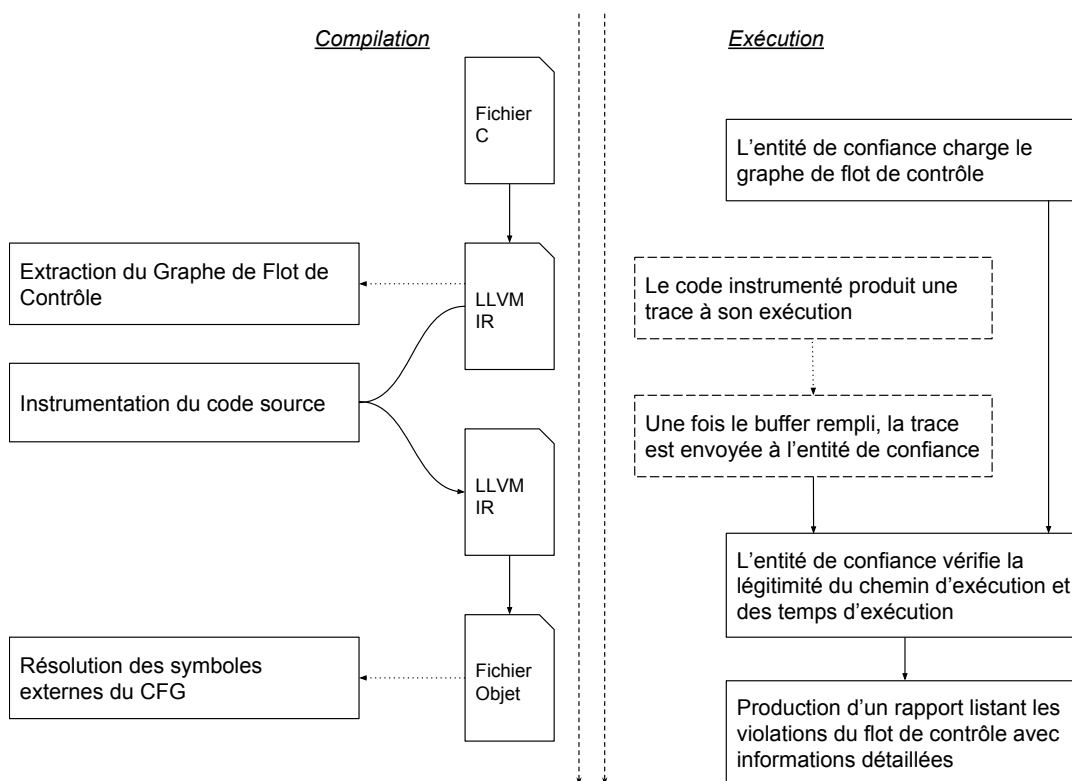 Compilation
Fichier
C
Extraction du Graphe de Flot de
Contrôle
LLVM
IR
Instrumentation du code source
LLVM
IR
Résolution des symboles
externes du CFG
Fichier
Objet
Exécution
L'entité de confiance charge le
graphe de flot de contrôle
Le code instrumenté produit une
trace à son exécution
Une fois le buffer rempli, la trace
est envoyée à l'entité de confiance
L'entité de confiance vérifie la
légitimité du chemin d'exécution et
des temps d'exécution
Production d'un rapport listant les
violations du flot de contrôle avec
informations détaillées